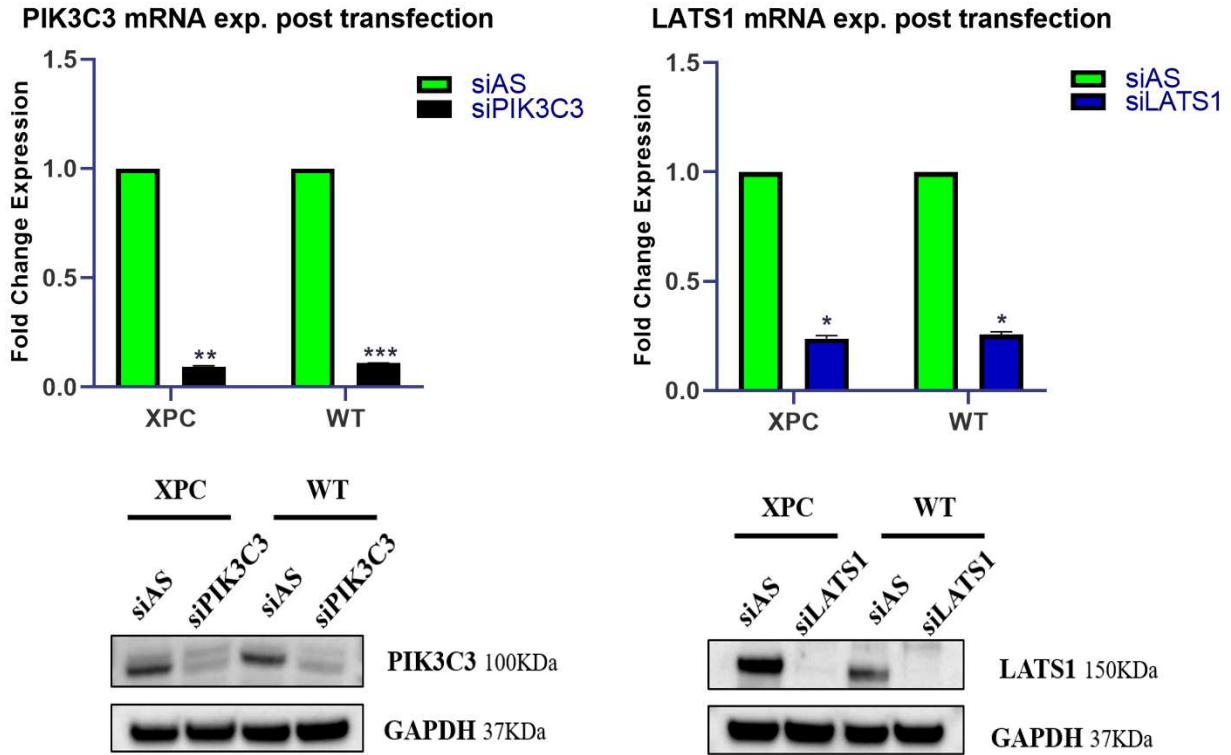 PIK3C3 mRNA exp. post transfection
Fold Change Expression
1.5
1.0
0.5
0.0
siAS
siPIK3C3
**
***
XPC
WT
LATS1 mRNA exp. post transfection
Fold Change Expression
1.5
1.0
0.5
0.0
siAS
siLATS1
*
*
XPC
WT
XPC WT
siAS siPIK3C3 siAS siPIK3C3
PIK3C3 100KDa
GAPDH 37KDa
XPC WT
siAS siLATS1 siAS siLATS1
LATS1 150KDa
GAPDH 37KDa